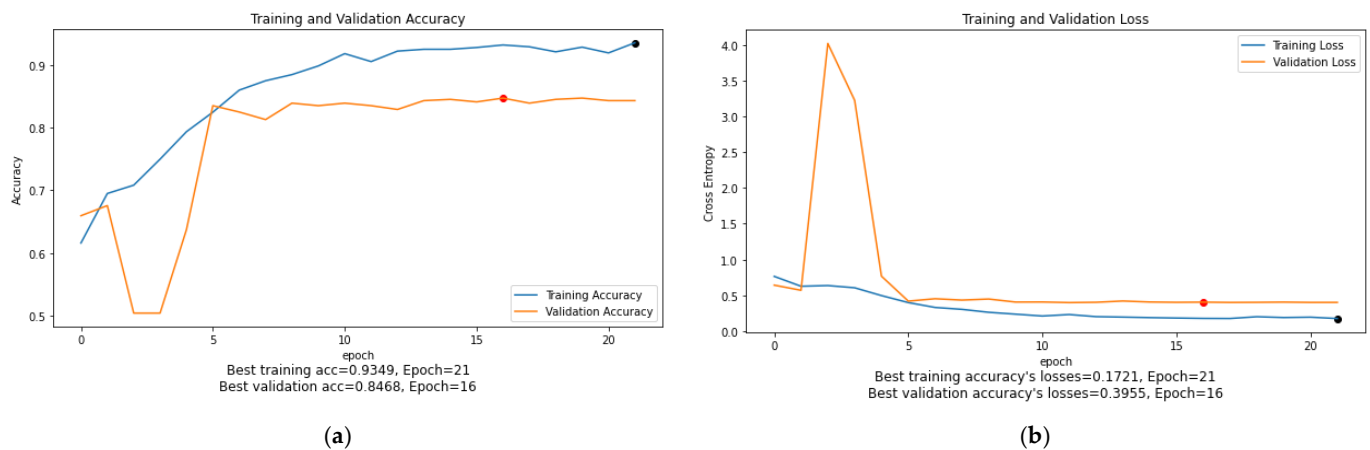 Training and Validation Accuracy
Accuracy
0.9
0.8
0.7
0.6
0.5
Training Accuracy
Validation Accuracy
0 5 10 15 20
epoch
Best training acc=0.9349, Epoch=21
Best validation acc=0.8468, Epoch=16
(a)
Training and Validation Loss
Cross Entropy
4.0
3.5
3.0
2.5
2.0
1.5
1.0
0.5
0.0
Training Loss
Validation Loss
0 5 10 15 20
epoch
Best training accuracy's losses=0.1721, Epoch=21
Best validation accuracy's losses=0.3955, Epoch=16
(b)